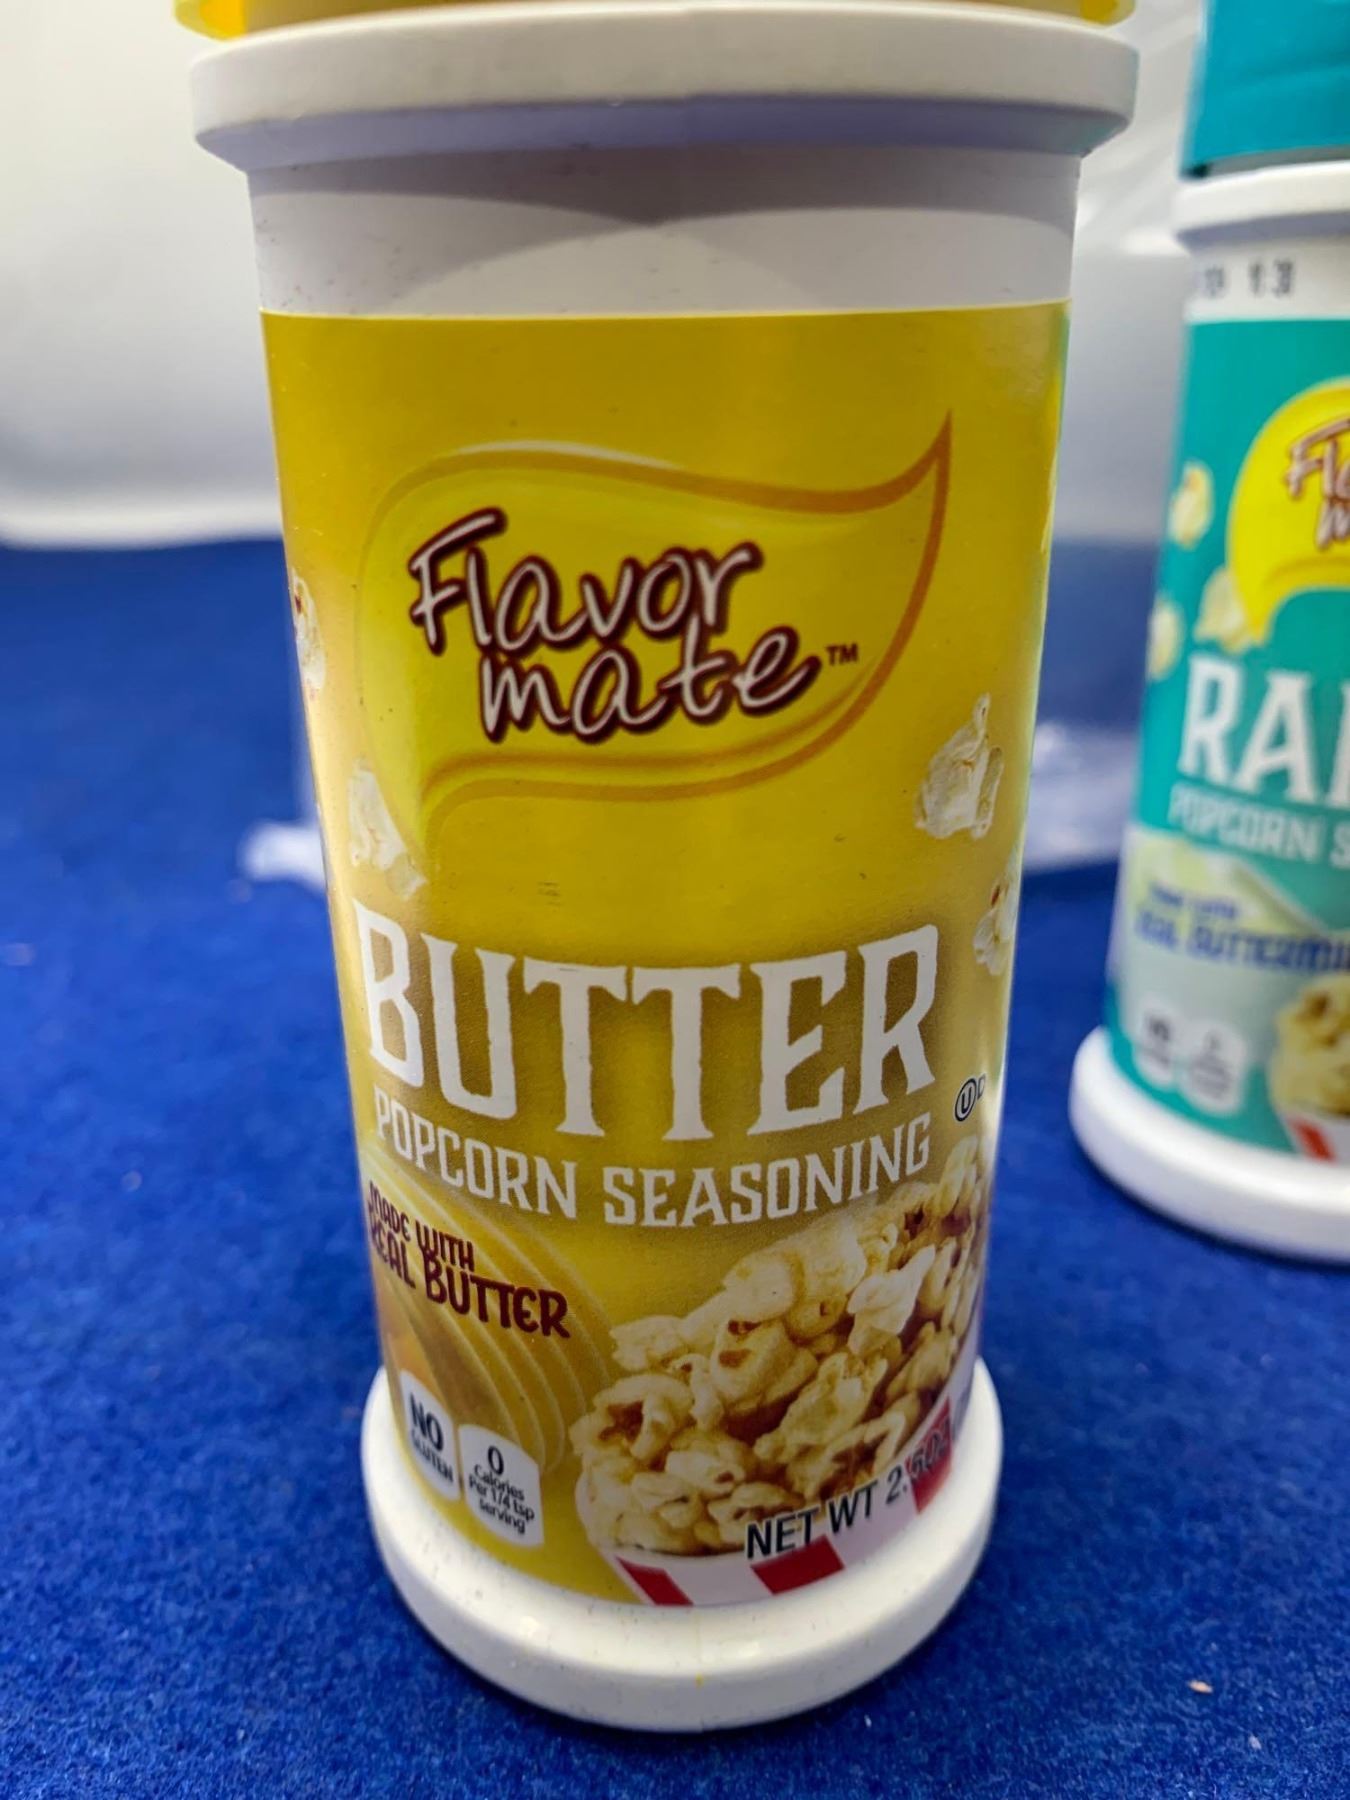 Flavor
mate™
BUTTER
POPCORN SEASONING
MADE WITH
REAL BUTTER
NO
GLUTEN
0
Calories
Per 1/4 tsp
serving
NET WT 2.
Ⓤ D
RA
POPCORN S